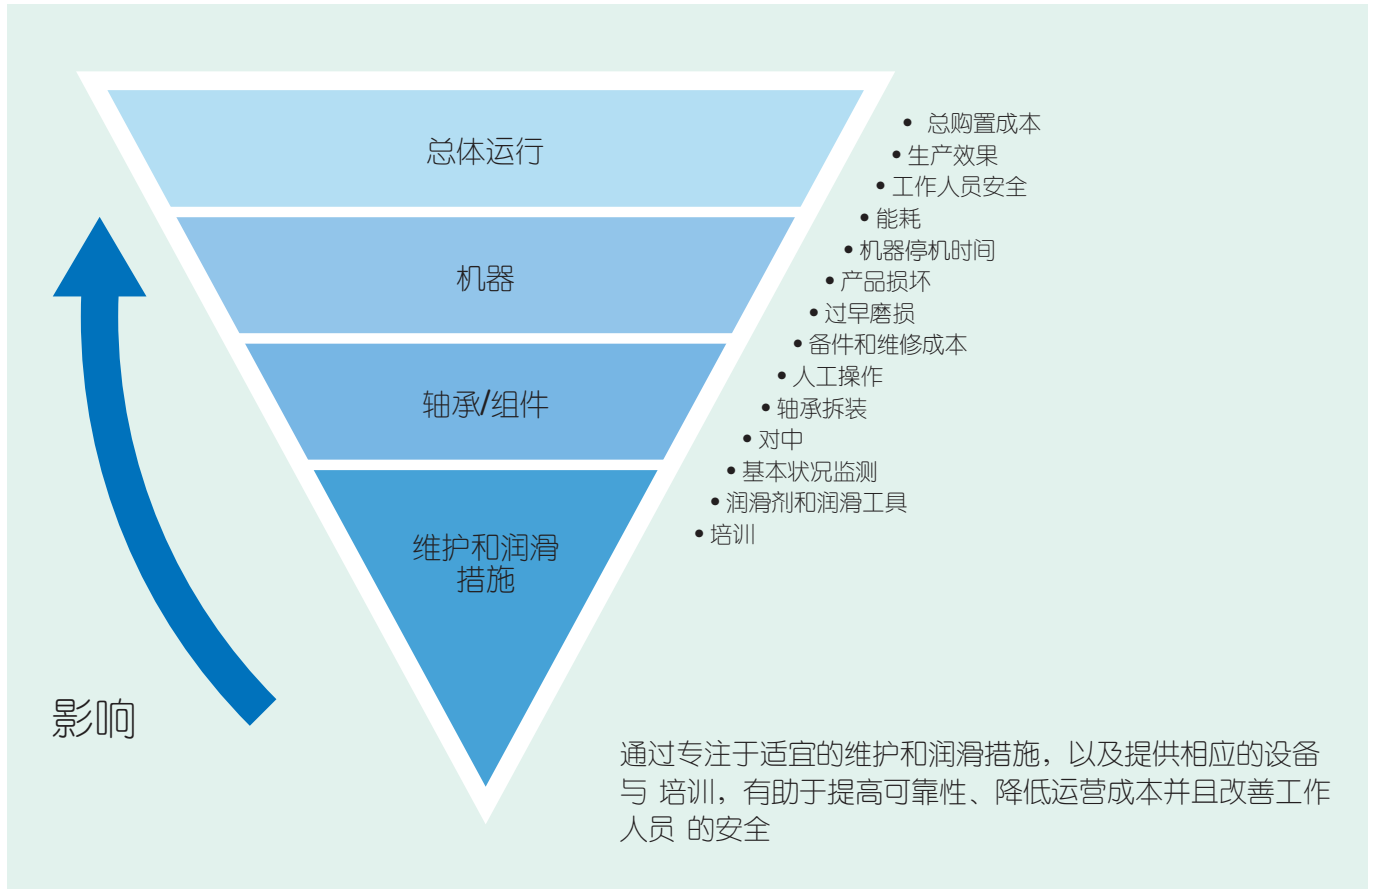 总体运行
机器
轴承/组件
维护和润滑
措施
• 总购置成本
• 生产效果
• 工作人员安全
• 能耗
• 机器停机时间
• 产品损坏
• 过早磨损
• 备件和维修成本
• 人工操作
• 轴承拆装
• 对中
• 基本状况监测
• 润滑剂和润滑工具
• 培训
影响
通过专注于适宜的维护和润滑措施，以及提供相应的设备
与 培训，有助于提高可靠性、降低运营成本并且改善工作
人员 的安全